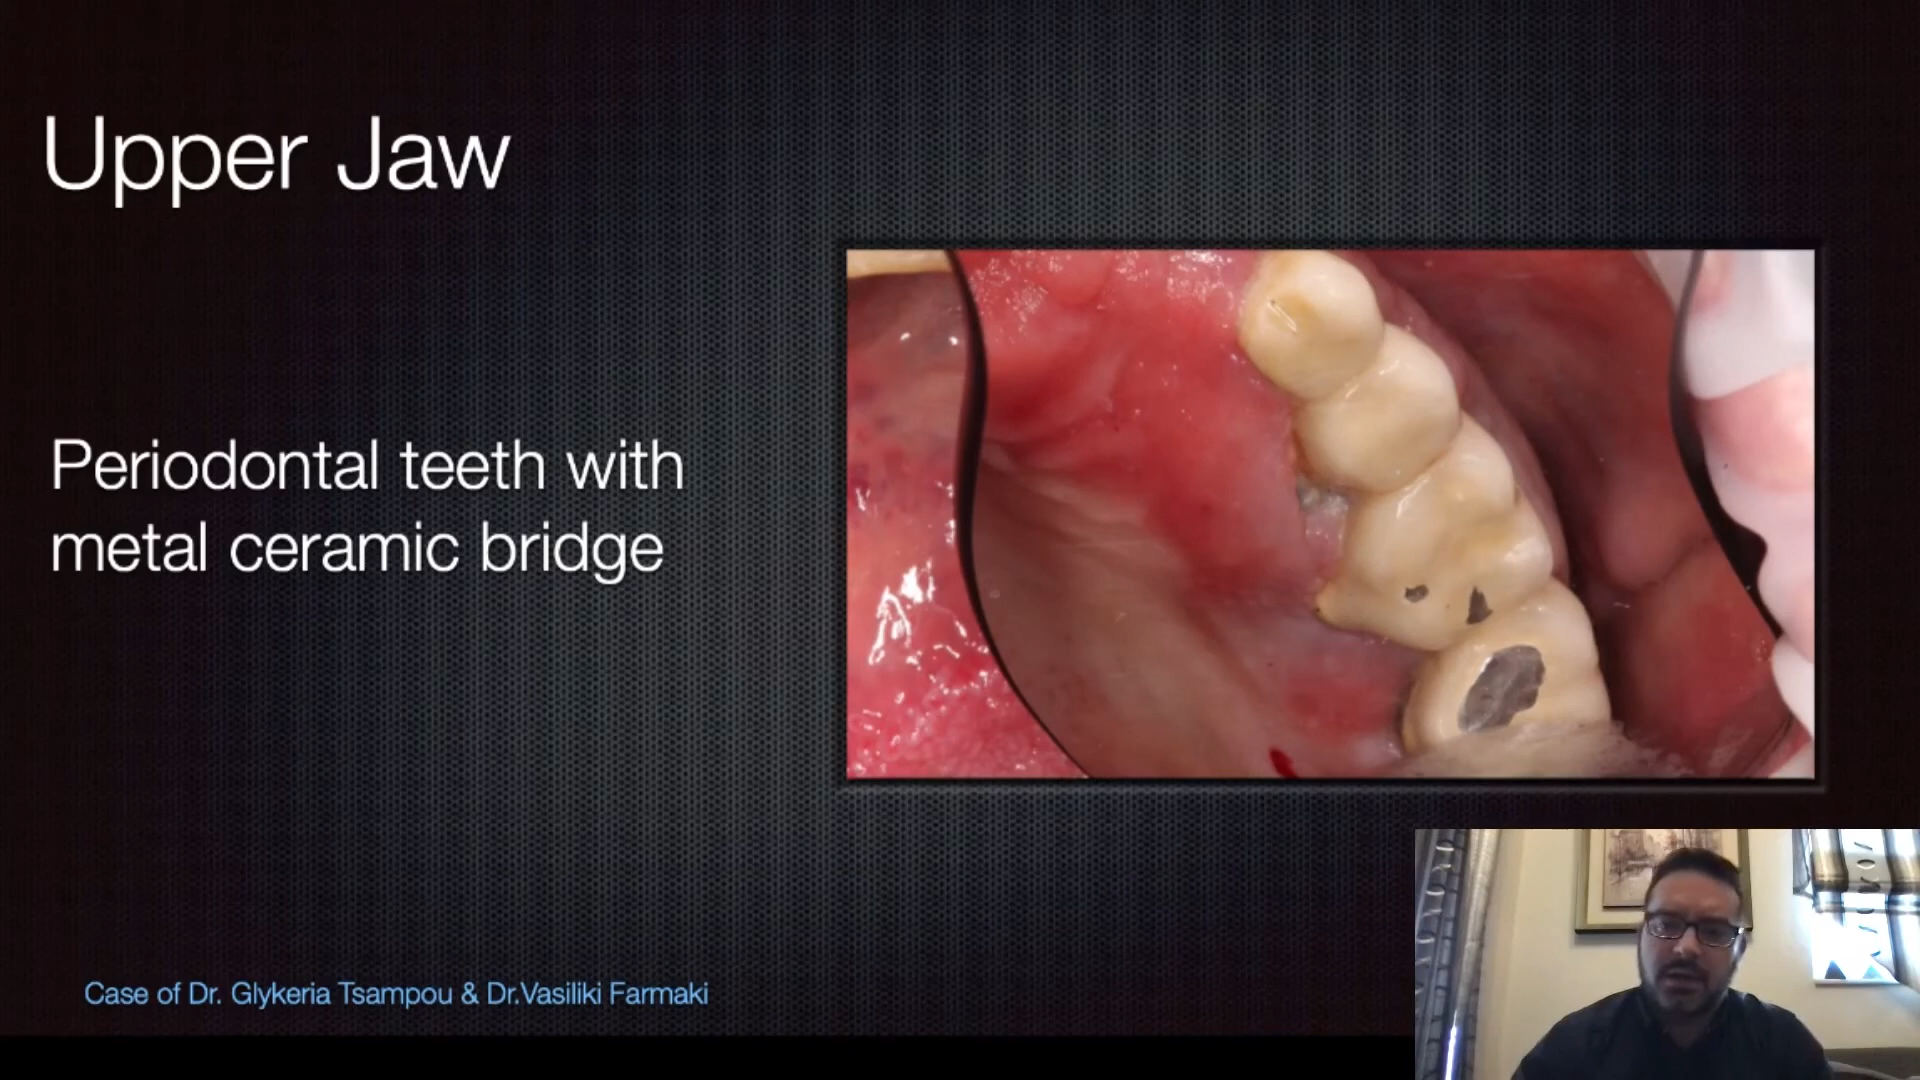 Upper Jaw
Periodontal teeth with
metal ceramic bridge
Case of Dr. Glykeria Tsampou & Dr.Vasiliki Farmaki